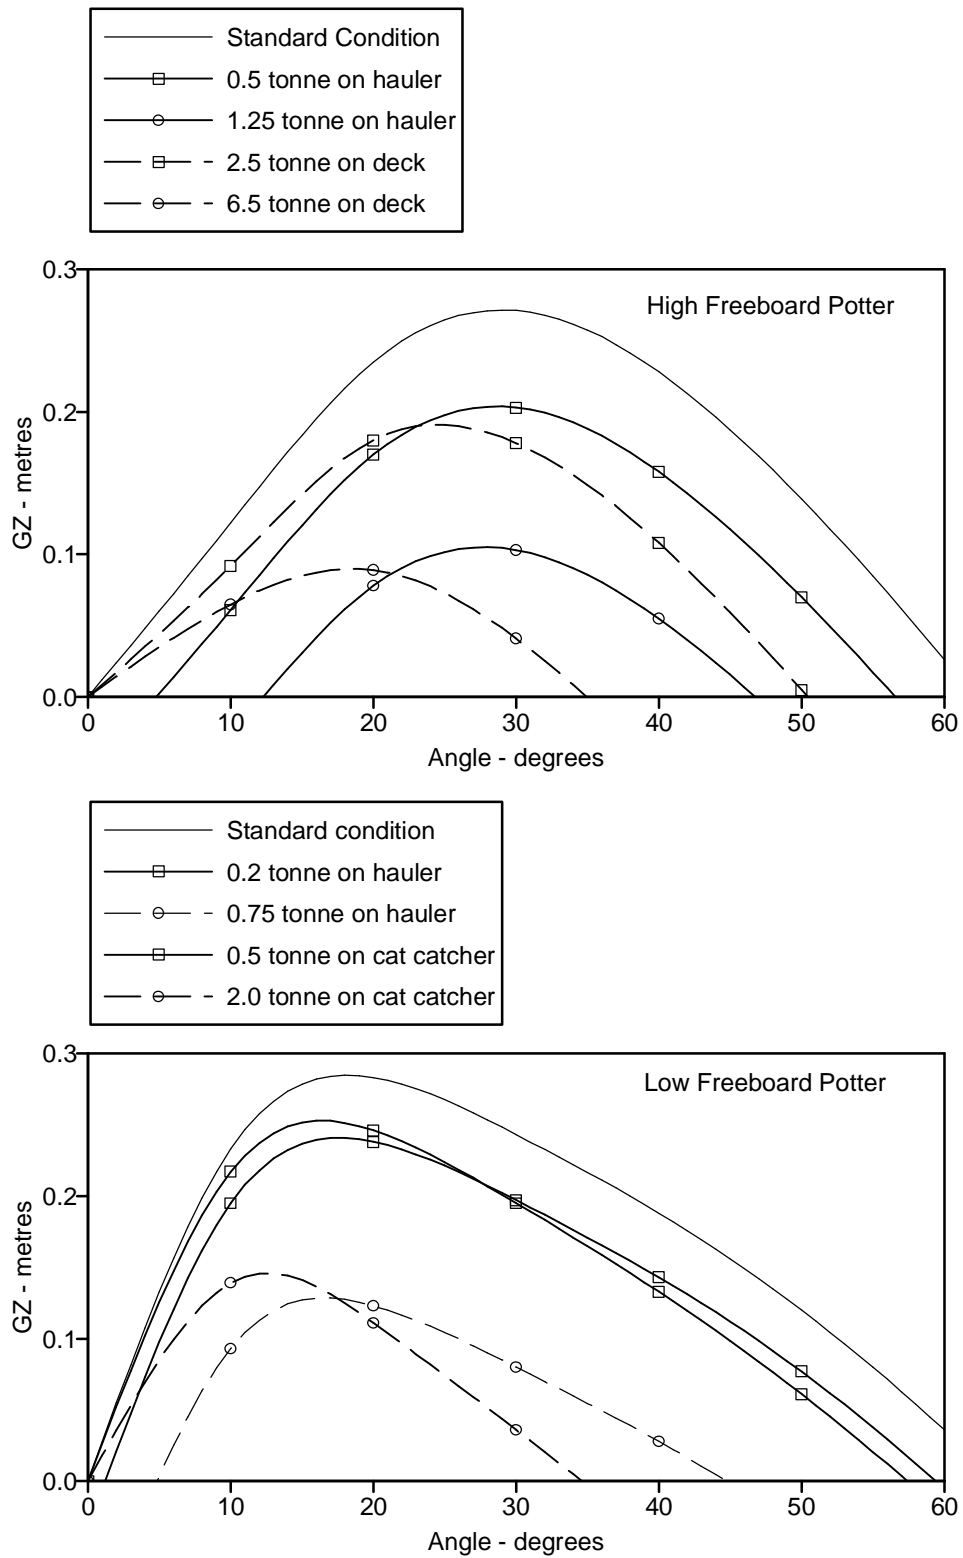 Standard Condition
0.5 tonne on hauler
1.25 tonne on hauler
2.5 tonne on deck
6.5 tonne on deck
0.3
High Freeboard Potter
0.2
GZ - metres
0.1
0.0
0 10 20 30 40 50 60
Angle - degrees
Standard condition
0.2 tonne on hauler
0.75 tonne on hauler
0.5 tonne on cat catcher
2.0 tonne on cat catcher
0.3
Low Freeboard Potter
0.2
GZ - metres
0.1
0.0
0 10 20 30 40 50 60
Angle - degrees